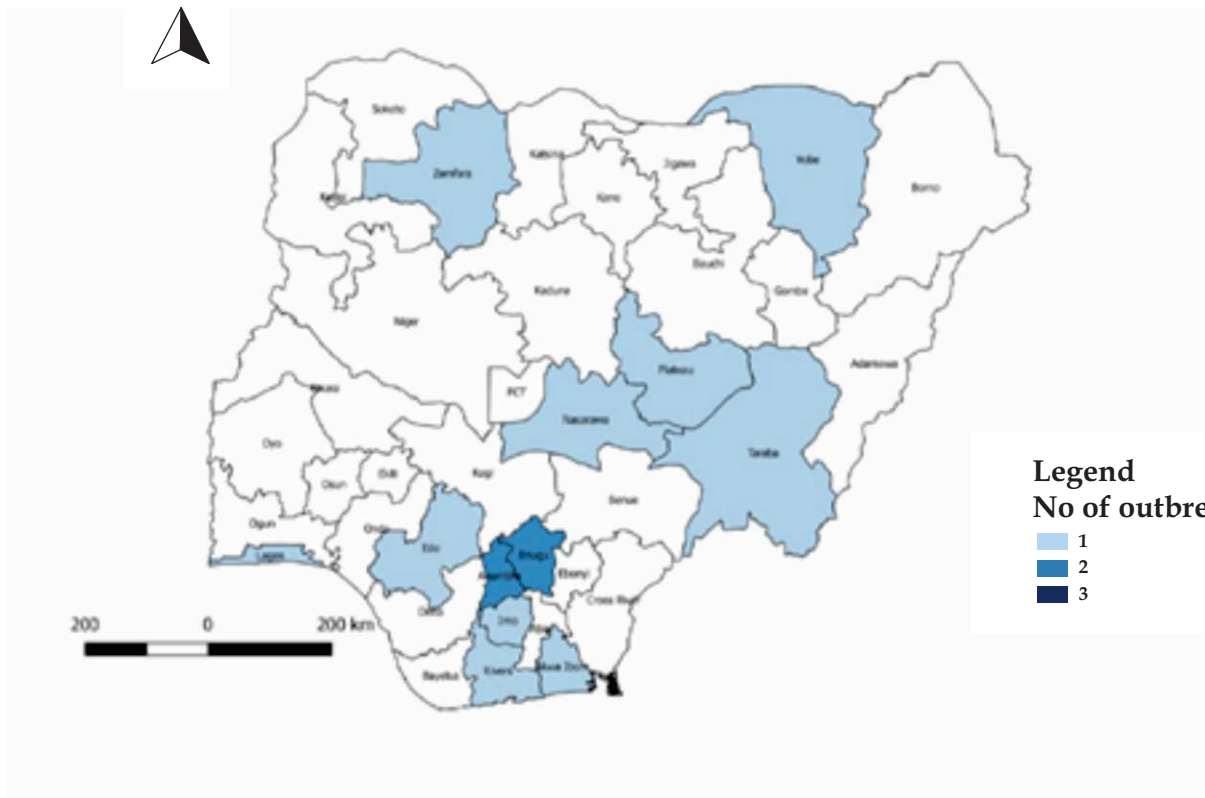 Sokoto
Zamfara
Katsina
Jigawa
Yobe
Borno
Kebbi
Kano
Bauchi
Gombe
Kaduna
Niger
Adamawa
Plateau
FCT
Kwara
Nasarawa
Oyo
Taraba
Kogi
Ekiti
Osun
Benue
Ogun
Ondo
Edo
Lagos
Enugu
Anambra
Ebonyi
Cross River
Delta
Imo
Rivers
Akwa Ibom
Bayelsa
200 0 200 km
Legend
No of outbre
1
2
3